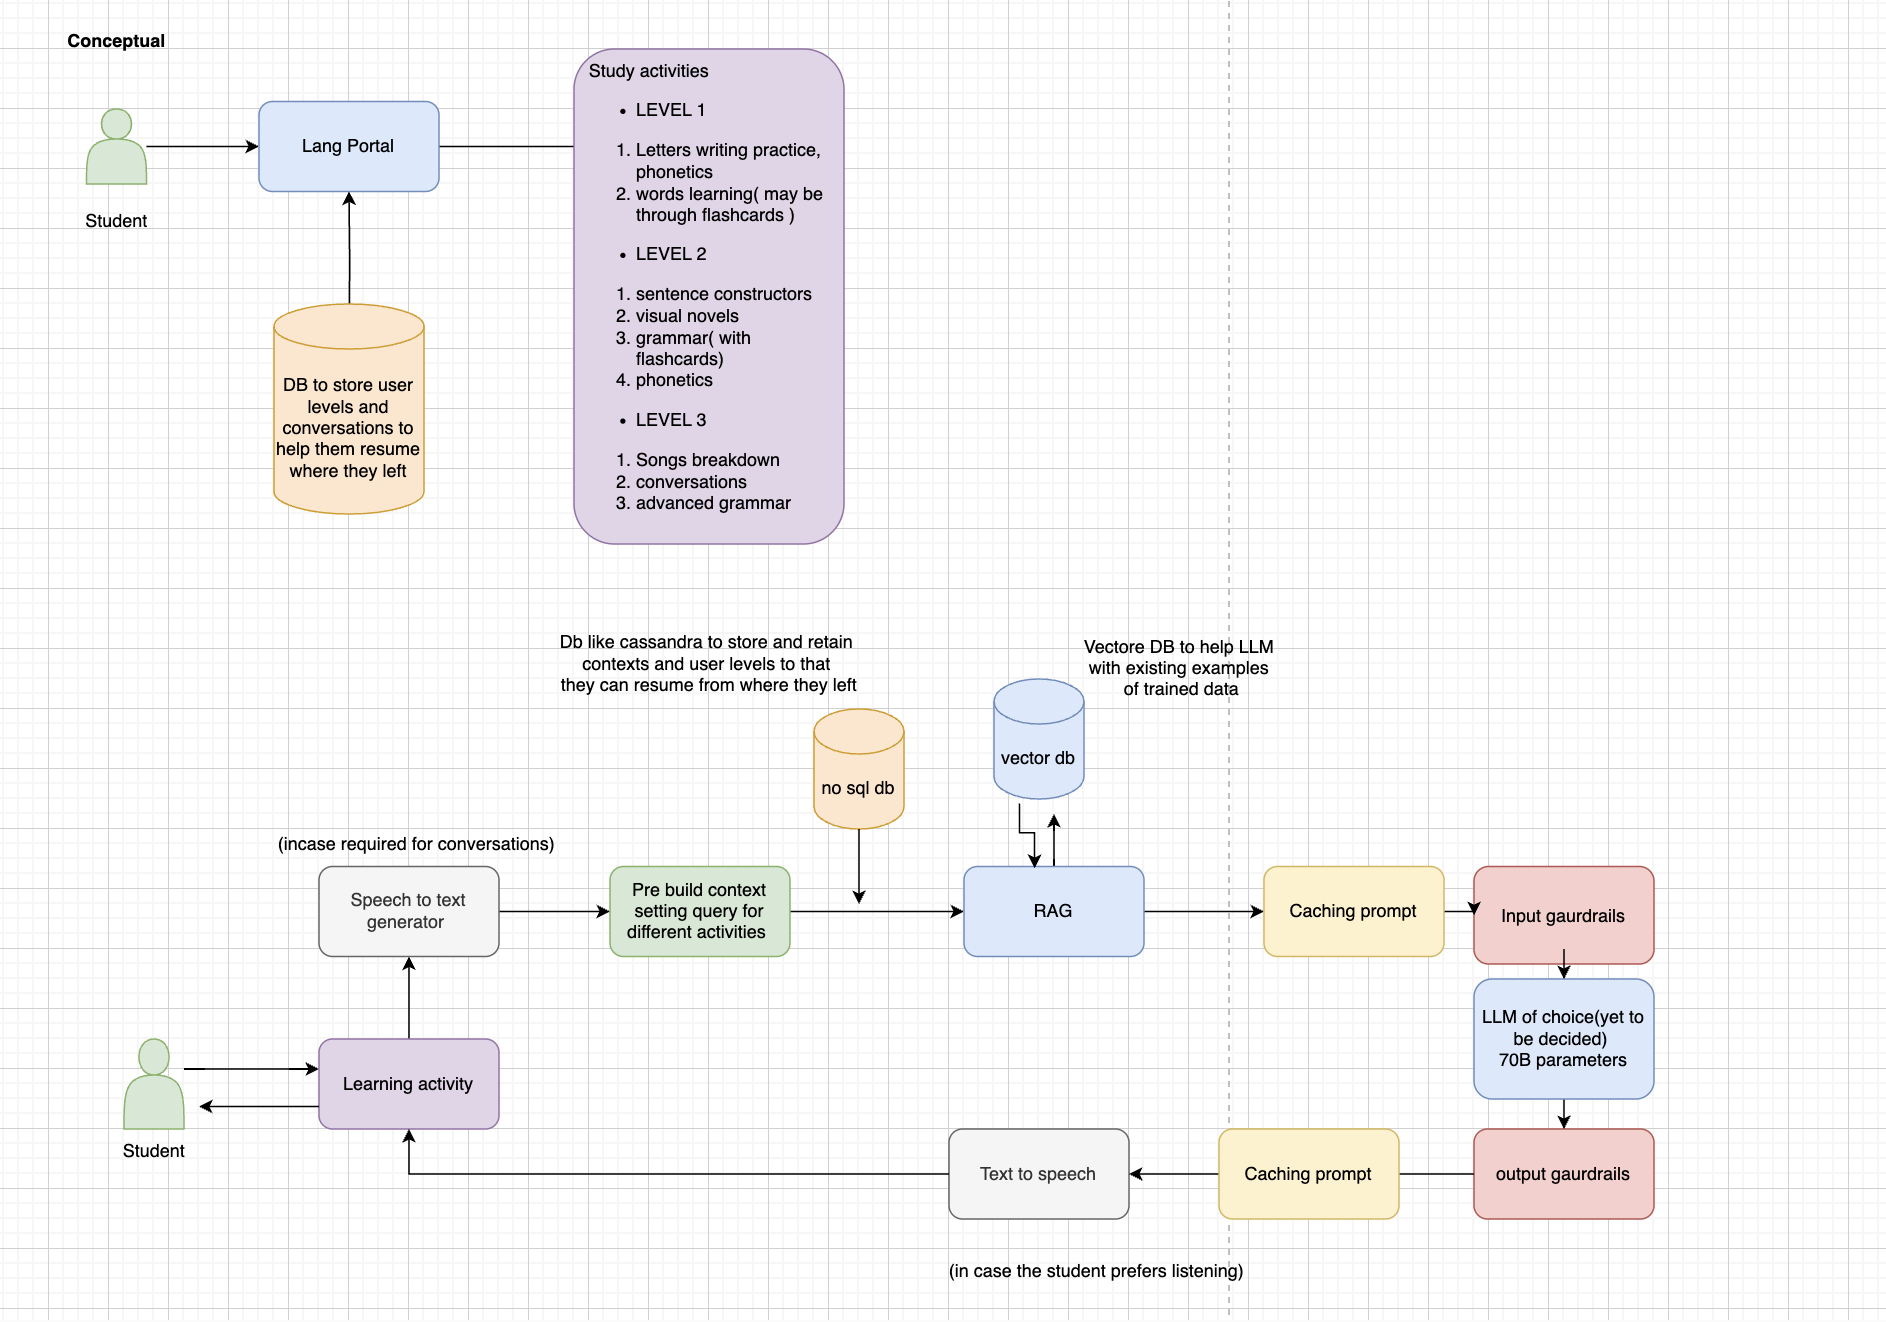 Conceptual
Student
Lang Portal
DB to store user
levels and
conversations to
help them resume
where they left
Study activities
• LEVEL 1
1. Letters writing practice,
phonetics
2. words learning( may be
through flashcards )
• LEVEL 2
1. sentence constructors
2. visual novels
3. grammar( with
flashcards)
4. phonetics
• LEVEL 3
1. Songs breakdown
2. conversations
3. advanced grammar
Db like cassandra to store and retain
contexts and user levels to that
they can resume from where they left
no sql db
Vectore DB to help LLM
with existing examples
of trained data
vector db
(incase required for conversations)
Speech to text
generator
Pre build context
setting query for
different activities
RAG
Caching prompt
Input gaurdrails
LLM of choice(yet to
be decided)
70B parameters
Student
Learning activity
Text to speech
Caching prompt
output gaurdrails
(in case the student prefers listening)